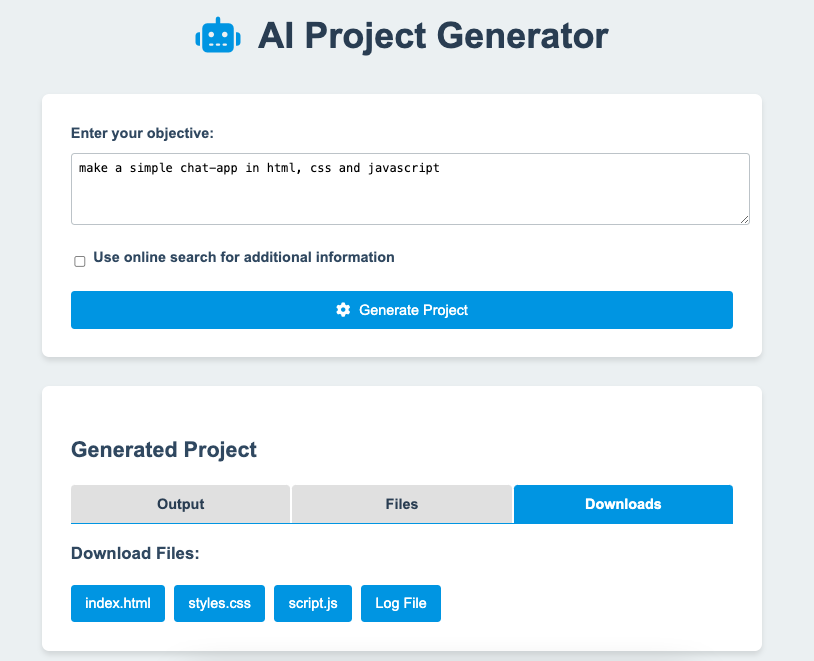 AI Project Generator
Enter your objective:
make a simple chat-app in html, css and javascript
Use online search for additional information
Generate Project
Generated Project
Output Files Downloads
Download Files:
index.html styles.css script.js Log File